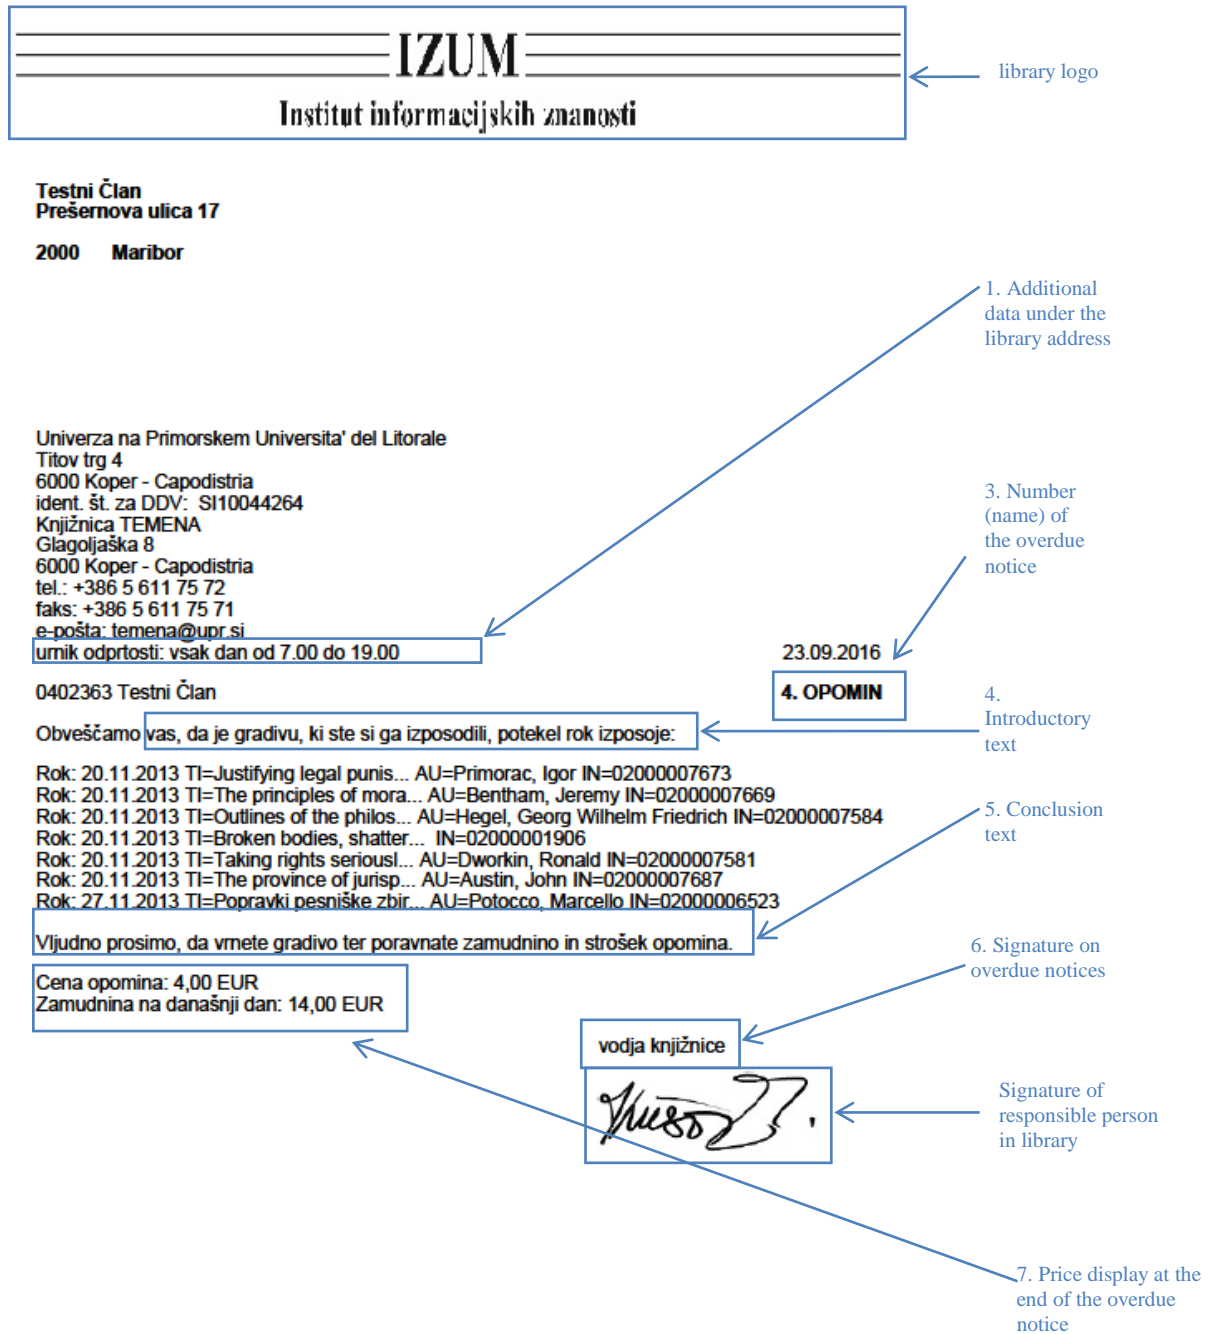 IZUM
Institut informacijskih znanosti
library logo
Testni Član
Prešernova ulica 17
2000 Maribor
1. Additional
data under the
library address
Univerza na Primorskem Universita' del Litorale
Titov trg 4
6000 Koper - Capodistria
ident. št. za DDV: SI10044264
Knjižnica TEMENA
Glagoljaška 8
6000 Koper - Capodistria
tel.: +386 5 611 75 72
faks: +386 5 611 75 71
e-pošta: temena@upr.si
urnik odprtosti: vsak dan od 7.00 do 19.00
3. Number
(name) of
the overdue
notice
23.09.2016
0402363 Testni Član
4. OPOMIN
4.
Introductory
text
Obveščamo vas, da je gradivu, ki ste si ga izposodili, potekel rok izposoje:
Rok: 20.11.2013 TI=Justifying legal punis... AU=Primorac, Igor IN=02000007673
Rok: 20.11.2013 TI=The principles of mora... AU=Bentham, Jeremy IN=02000007669
Rok: 20.11.2013 TI=Outlines of the philos... AU=Hegel, Georg Wilhelm Friedrich IN=02000007584
Rok: 20.11.2013 TI=Broken bodies, shatter... IN=02000001906
Rok: 20.11.2013 TI=Taking rights seriousl... AU=Dworkin, Ronald IN=02000007581
Rok: 20.11.2013 TI=The province of jurisp... AU=Austin, John IN=02000007687
Rok: 27.11.2013 TI=Popravki pesniške zbir... AU=Potocco, Marcello IN=02000006523
5. Conclusion
text
Vljudno prosimo, da vrnete gradivo ter poravnate zamudnino in strošek opomina.
Cena opomina: 4,00 EUR
Zamudnina na današnji dan: 14,00 EUR
6. Signature on
overdue notices
vodja knjižnice
Signature of
responsible person
in library
7. Price display at the
end of the overdue
notice